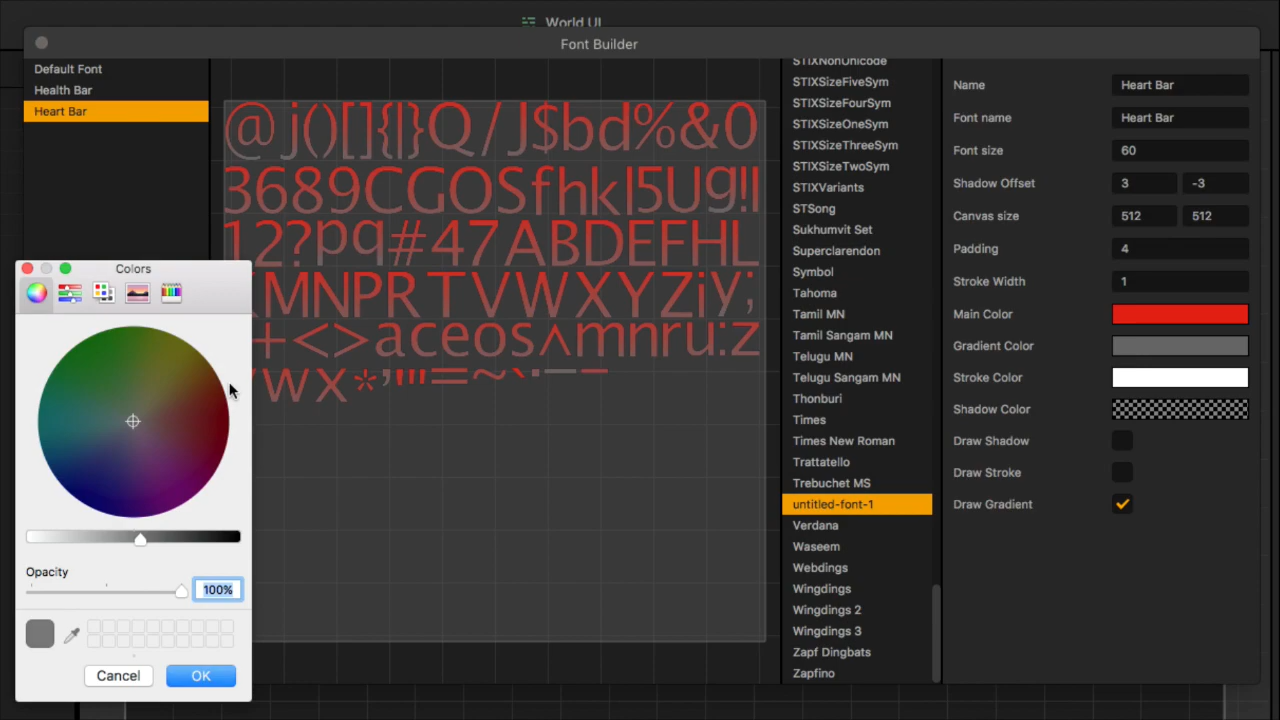 World UI
Font Builder
Default Font
Health Bar
Heart Bar
@j()[]{|}Q/J$bd%&0
3689CGOSfhkl5Ug!I
12?pq#47ABDEFHL
MNPRTVWXYZiy;
+<>aceos^mnru:z
wx*'"=~`·—–
STIXNonUnicode
STIXSizeFiveSym
STIXSizeFourSym
STIXSizeOneSym
STIXSizeThreeSym
STIXSizeTwoSym
STIXVariants
STSong
Sukhumvit Set
Superclarendon
Symbol
Tahoma
Tamil MN
Tamil Sangam MN
Telugu MN
Telugu Sangam MN
Thonburi
Times
Times New Roman
Trattatello
Trebuchet MS
untitled-font-1
Verdana
Waseem
Webdings
Wingdings
Wingdings 2
Wingdings 3
Zapf Dingbats
Zapfino
Name Heart Bar
Font name Heart Bar
Font size 60
Shadow Offset 3 -3
Canvas size 512 512
Padding 4
Stroke Width 1
Main Color
Gradient Color
Stroke Color
Shadow Color
Draw Shadow
Draw Stroke
Draw Gradient
Colors
Opacity
100%
Cancel OK